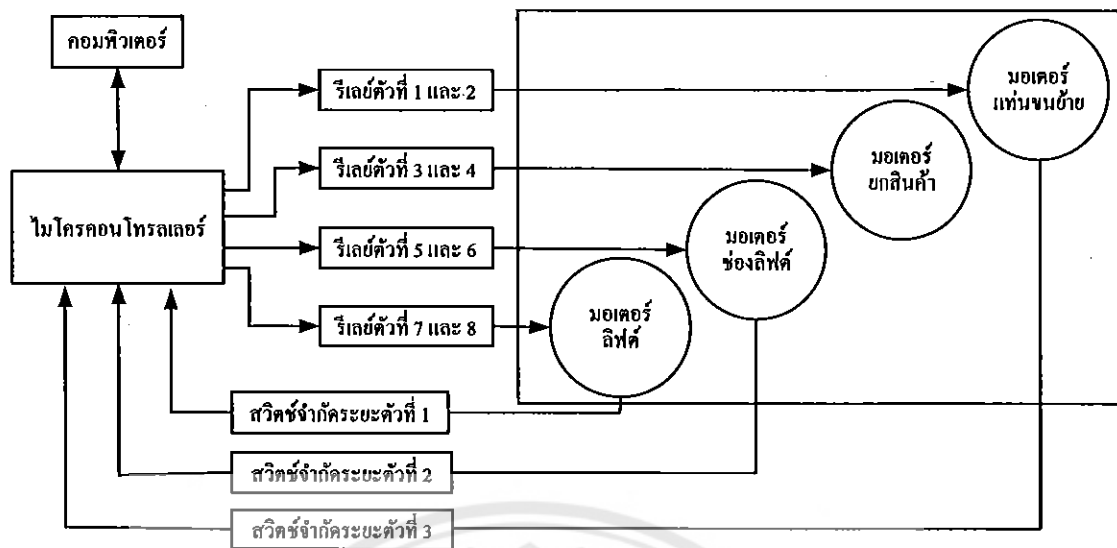 คอมพิวเตอร์
ไมโครคอนโทรลเลอร์
รีเลย์ตัวที่ 1 และ 2
รีเลย์ตัวที่ 3 และ 4
รีเลย์ตัวที่ 5 และ 6
รีเลย์ตัวที่ 7 และ 8
มอเตอร์
แท่นขนย้าย
มอเตอร์
ยกสินค้า
มอเตอร์
ช่องลิฟต์
มอเตอร์
ลิฟต์
สวิตช์จำกัดระยะตัวที่ 1
สวิตช์จำกัดระยะตัวที่ 2
สวิตช์จำกัดระยะตัวที่ 3